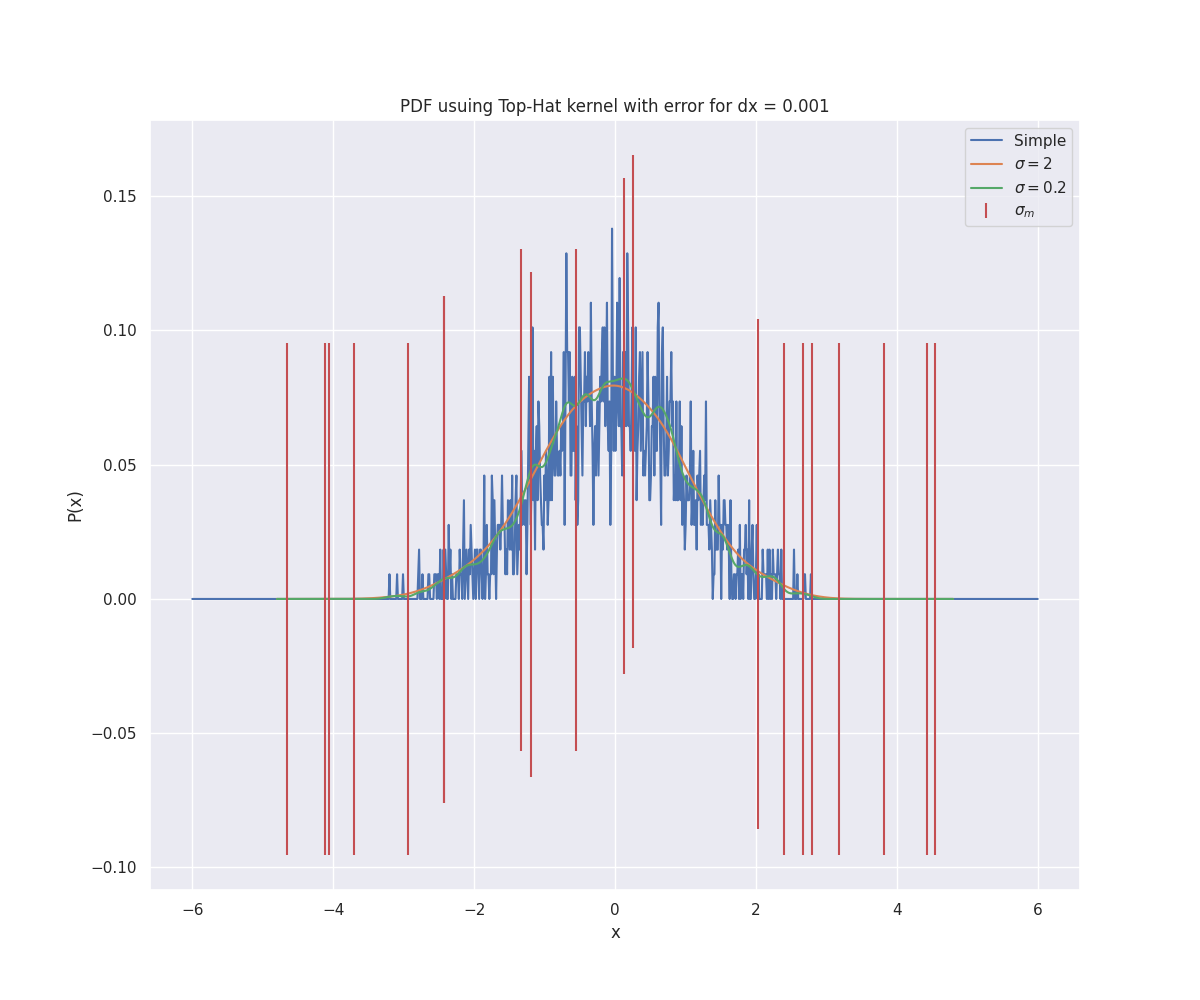 PDF usuing Top-Hat kernel with error for dx = 0.001
Simple
σ = 2
σ = 0.2
σₘ
0.15
0.10
0.05
0.00
−0.05
−0.10
P(x)
−6 −4 −2 0 2 4 6
x